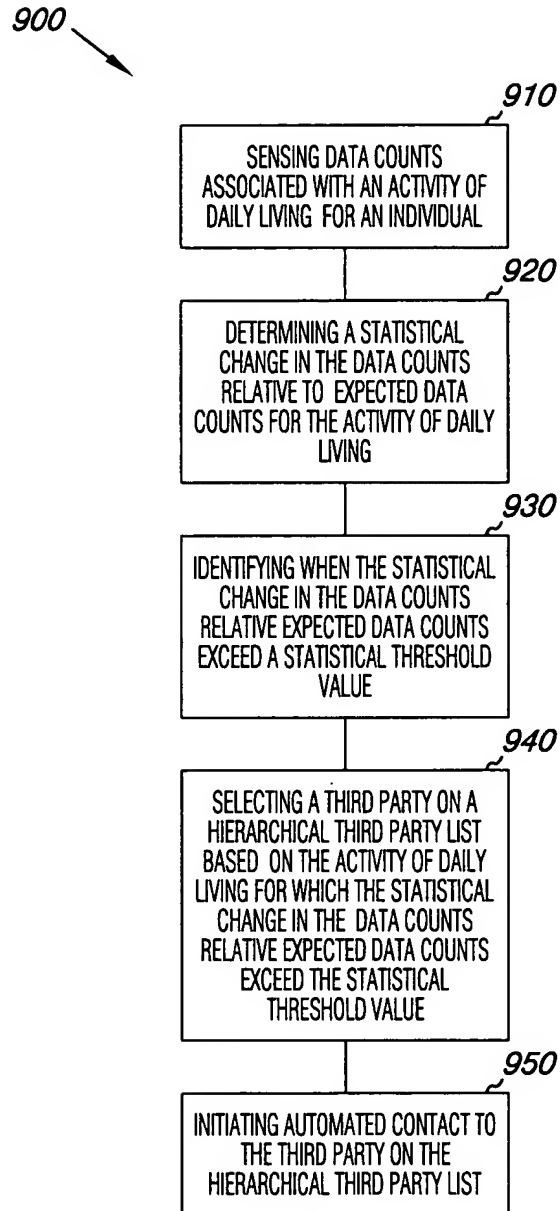 900
910
SENSING DATA COUNTS
ASSOCIATED WITH AN ACTIVITY OF
DAILY LIVING FOR AN INDIVIDUAL
920
DETERMINING A STATISTICAL
CHANGE IN THE DATA COUNTS
RELATIVE TO EXPECTED DATA
COUNTS FOR THE ACTIVITY OF DAILY
LIVING
930
IDENTIFYING WHEN THE STATISTICAL
CHANGE IN THE DATA COUNTS
RELATIVE EXPECTED DATA COUNTS
EXCEED A STATISTICAL THRESHOLD
VALUE
940
SELECTING A THIRD PARTY ON A
HIERARCHICAL THIRD PARTY LIST
BASED ON THE ACTIVITY OF DAILY
LIVING FOR WHICH THE STATISTICAL
CHANGE IN THE DATA COUNTS
RELATIVE EXPECTED DATA COUNTS
EXCEED THE STATISTICAL
THRESHOLD VALUE
950
INITIATING AUTOMATED CONTACT TO
THE THIRD PARTY ON THE
HIERARCHICAL THIRD PARTY LIST